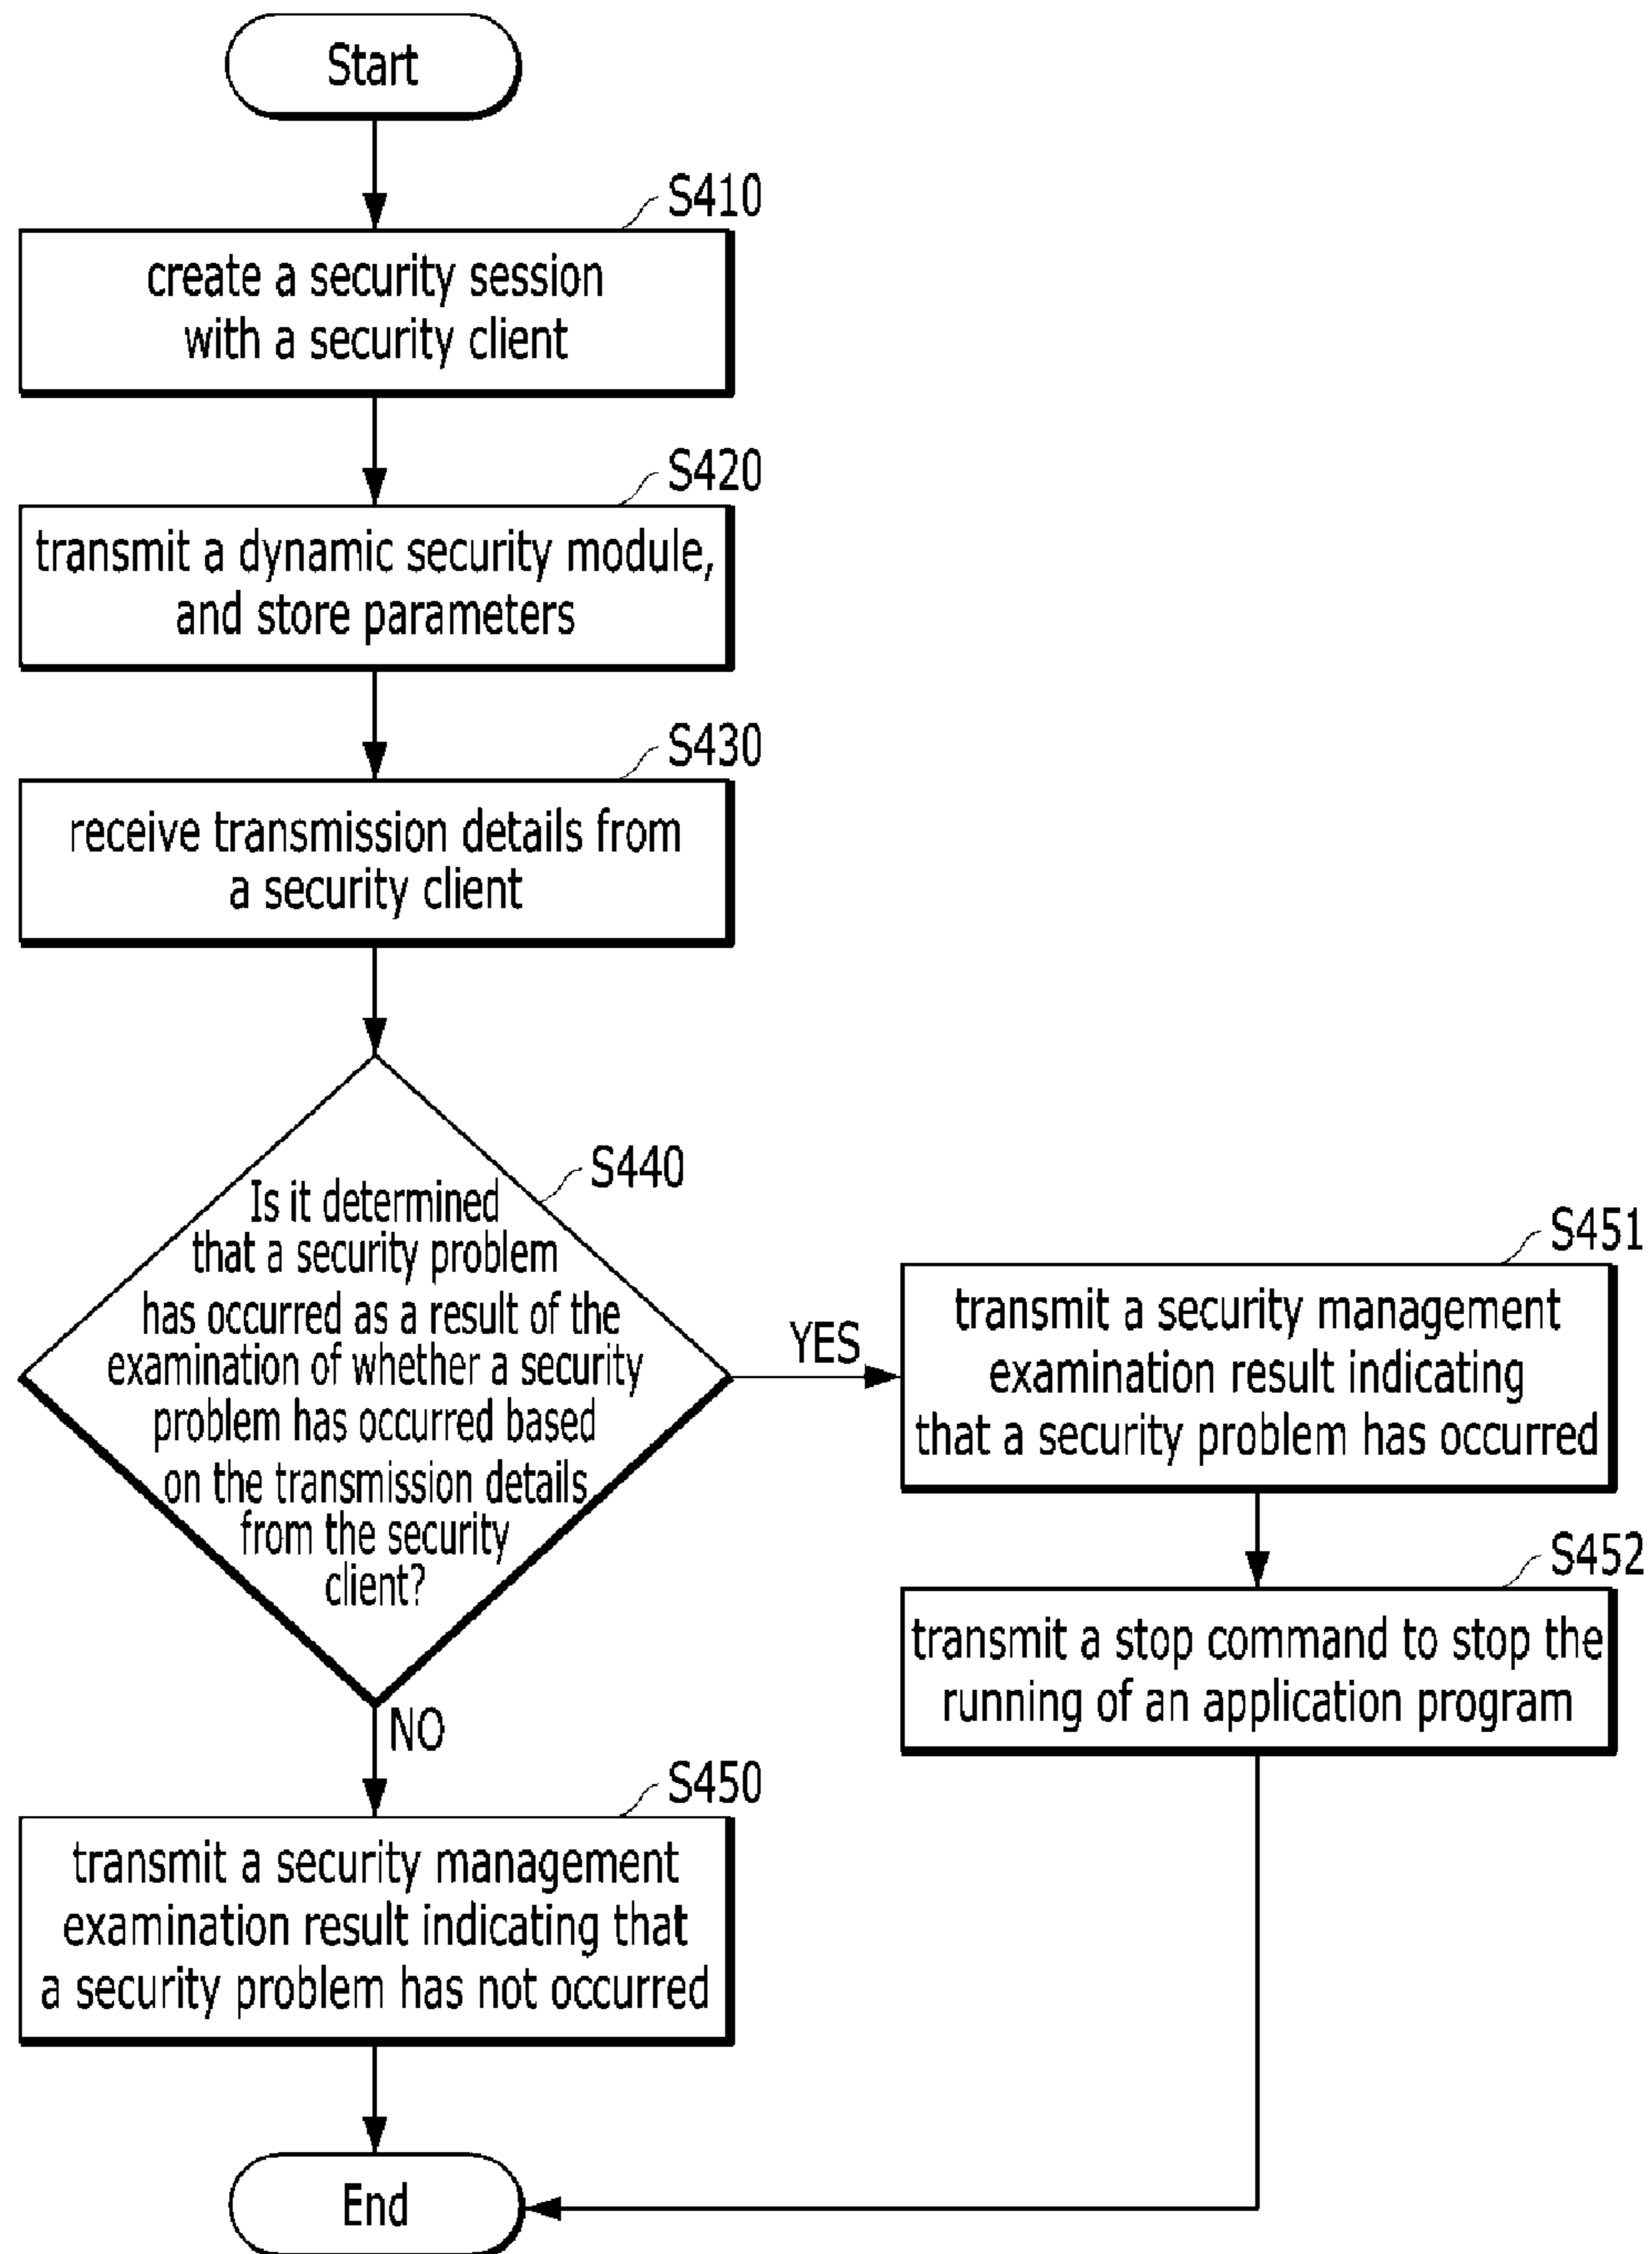 Start
S410
create a security session
with a security client
S420
transmit a dynamic security module,
and store parameters
S430
receive transmission details from
a security client
S440
Is it determined
that a security problem
has occurred as a result of the
examination of whether a security
problem has occurred based
on the transmission details
from the security
client?
YES
S451
transmit a security management
examination result indicating
that a security problem has occurred
S452
transmit a stop command to stop the
running of an application program
NO
S450
transmit a security management
examination result indicating that
a security problem has not occurred
End